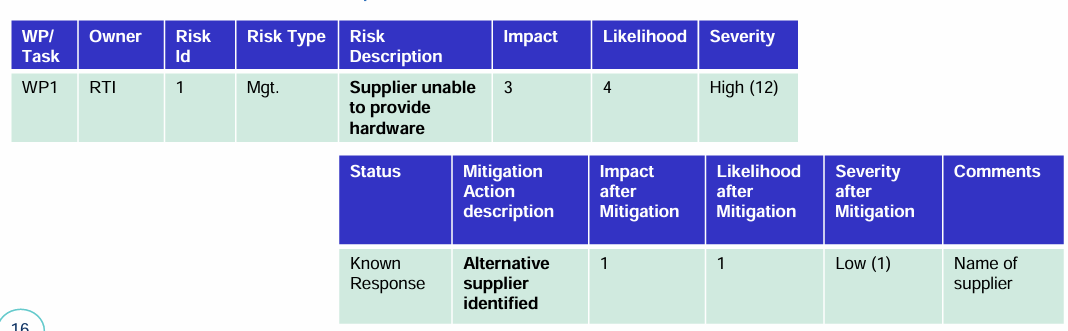 WP/ Task
Owner
Risk Id
Risk Type
Risk Description
Impact
Likelihood
Severity
WP1
RTI
1
Mgt.
Supplier unable to provide hardware
3
4
High (12)
Status
Mitigation Action description
Impact after Mitigation
Likelihood after Mitigation
Severity after Mitigation
Comments
Known Response
Alternative supplier identified
1
1
Low (1)
Name of supplier
16